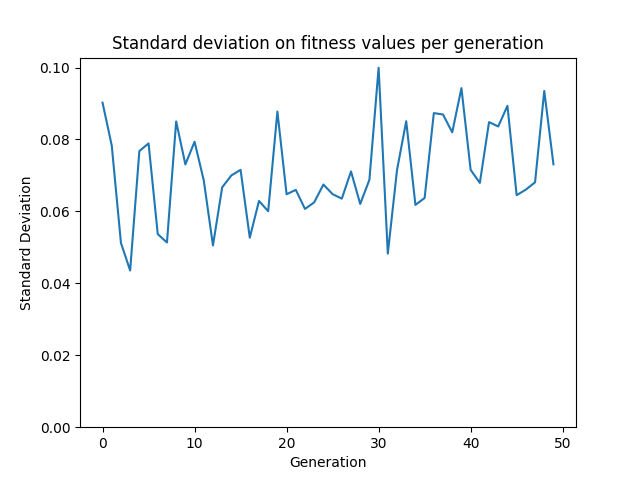 Standard deviation on fitness values per generation
0.10
0.08
0.06
0.04
0.02
0.00
Standard Deviation
0 10 20 30 40 50
Generation